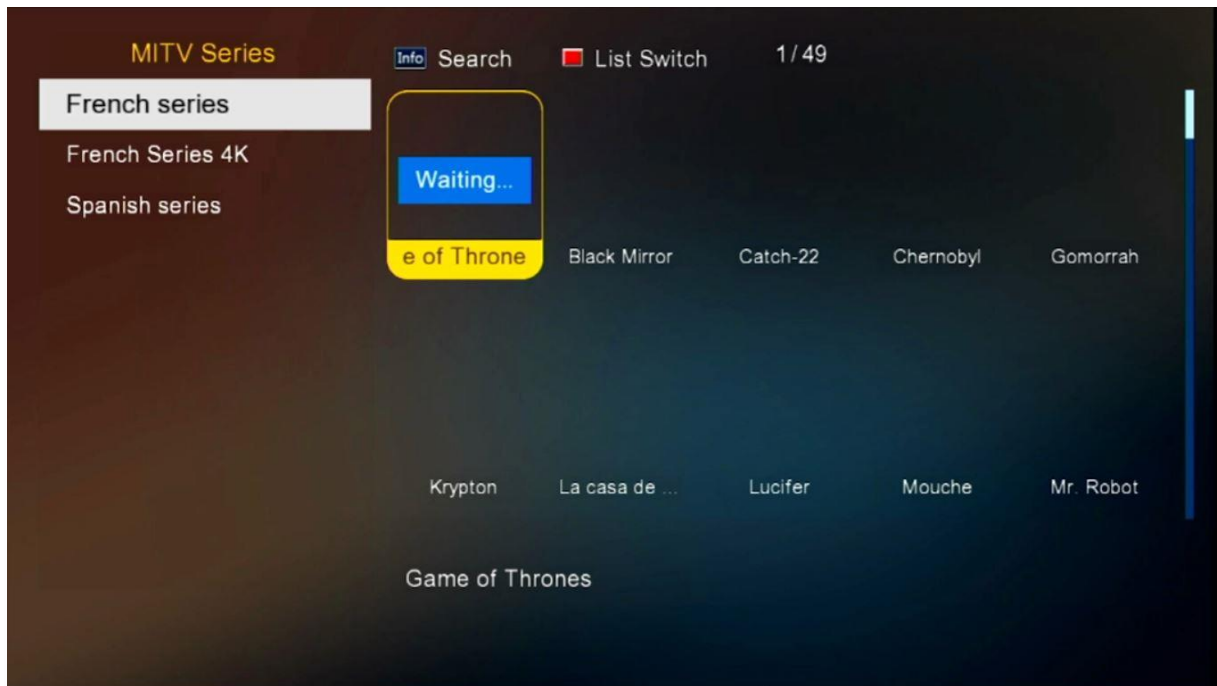 MITV Series
Info Search List Switch 1/49
French series
French Series 4K
Spanish series
Waiting...
e of Throne Black Mirror Catch-22 Chernobyl Gomorrah
Krypton La casa de ... Lucifer Mouche Mr. Robot
Game of Thrones